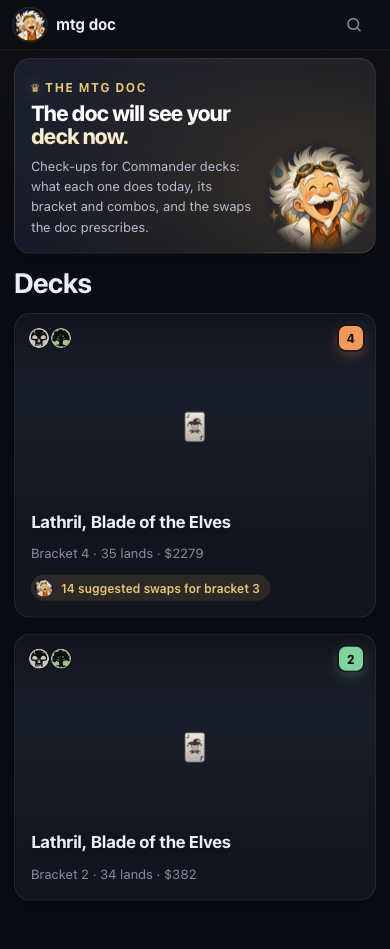 mtg doc
THE MTG DOC
The doc will see your
deck now.
Check-ups for Commander decks:
what each one does today, its
bracket and combos, and the swaps
the doc prescribes.
Decks
4
Lathril, Blade of the Elves
Bracket 4 · 35 lands · $2279
14 suggested swaps for bracket 3
2
Lathril, Blade of the Elves
Bracket 2 · 34 lands · $382